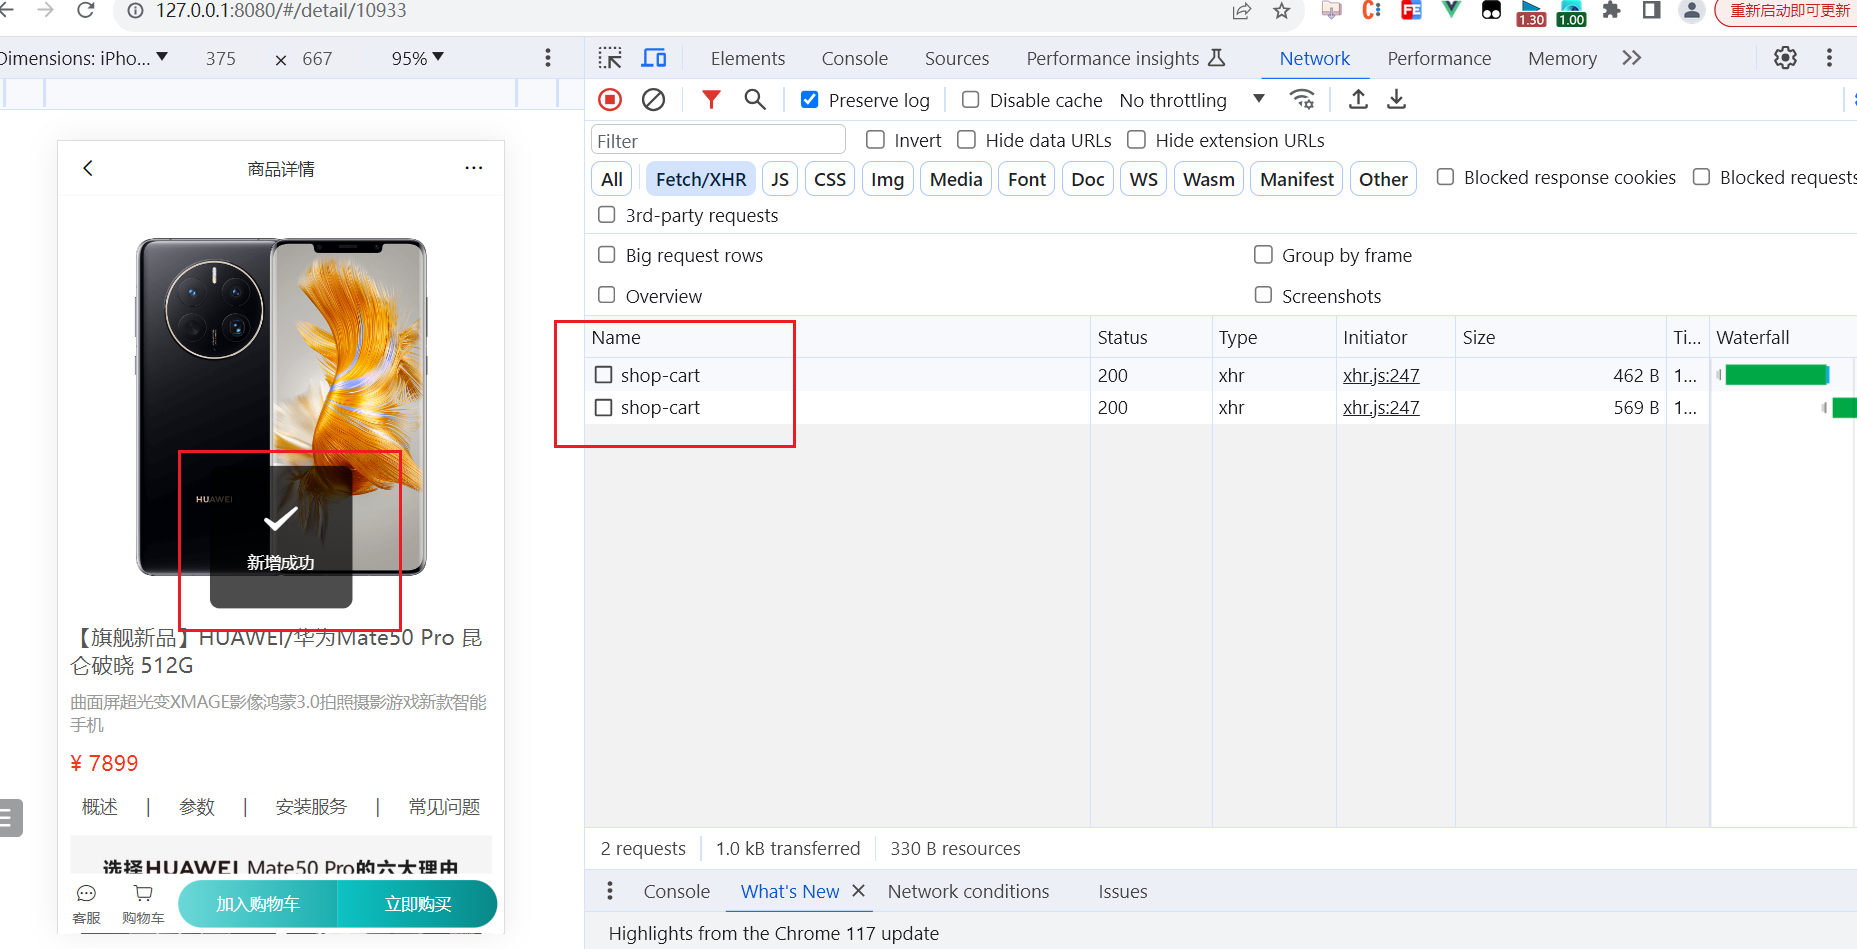 127.0.0.1:8080/#/detail/10933
重新启动即可更新
1.30
1.00
Dimensions: iPho...
375
×
667
95%
Elements
Console
Sources
Performance insights
Network
Performance
Memory
Preserve log
Disable cache
No throttling
Filter
Invert
Hide data URLs
Hide extension URLs
All
Fetch/XHR
JS
CSS
Img
Media
Font
Doc
WS
Wasm
Manifest
Other
Blocked response cookies
Blocked requests
3rd-party requests
Big request rows
Group by frame
Overview
Screenshots
Name
Status
Type
Initiator
Size
Ti...
Waterfall
shop-cart
200
xhr
xhr.js:247
462 B
1...
shop-cart
200
xhr
xhr.js:247
569 B
1...
2 requests
1.0 kB transferred
330 B resources
Console
What's New
Network conditions
Issues
Highlights from the Chrome 117 update
商品详情
HUAWEI
新增成功
【旗舰新品】HUAWEI/华为Mate50 Pro 昆
仑破晓 512G
曲面屏超光变XMAGE影像鸿蒙3.0拍照摄影游戏新款智能
手机
¥ 7899
概述 | 参数 | 安装服务 | 常见问题
选择HUAWEI Mate50 Pro的六大理由
客服
购物车
加入购物车
立即购买